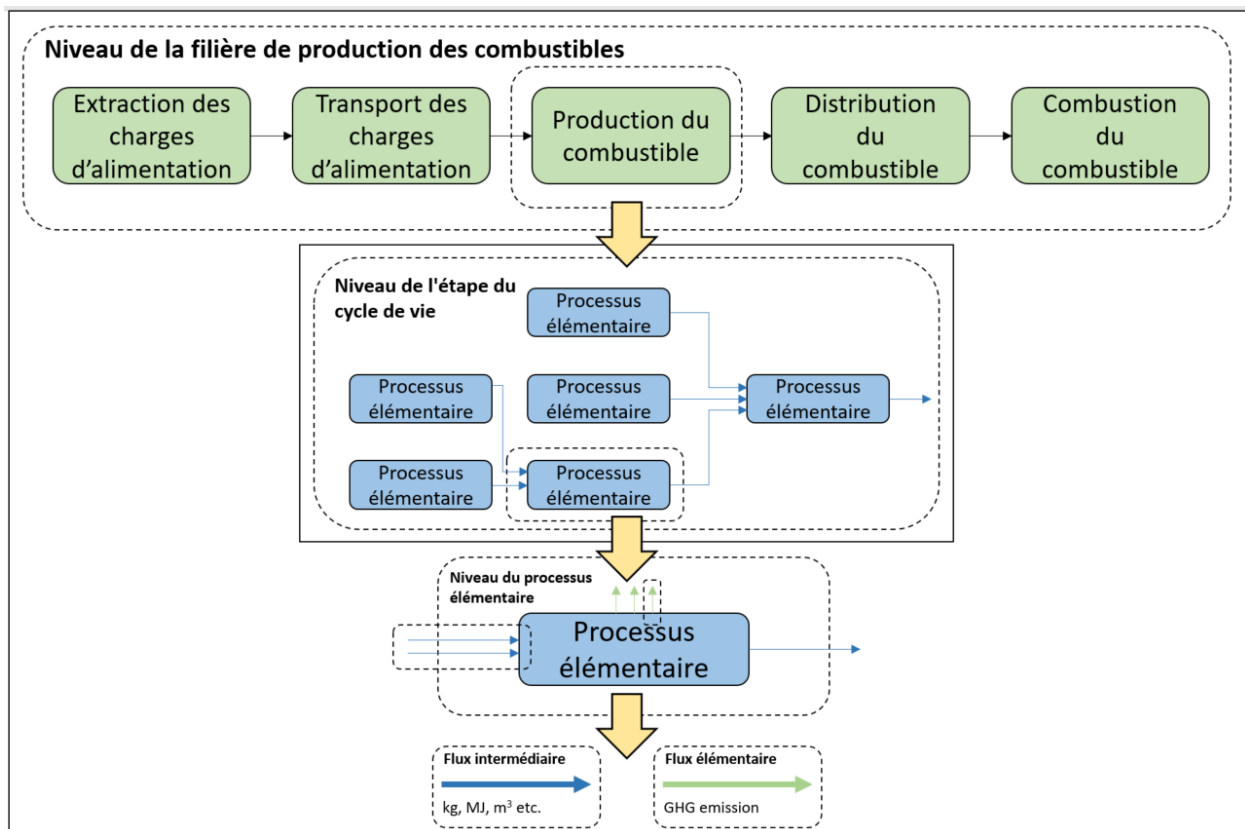 Niveau de la filière de production des combustibles
Extraction des
charges
d’alimentation
Transport des
charges
d’alimentation
Production du
combustible
Distribution
du
combustible
Combustion
du
combustible
Niveau de l'étape du
cycle de vie
Processus
élémentaire
Processus
élémentaire
Processus
élémentaire
Processus
élémentaire
Processus
élémentaire
Processus
élémentaire
Niveau du processus
élémentaire
Processus
élémentaire
Flux intermédiaire
kg, MJ, m³ etc.
Flux élémentaire
GHG emission